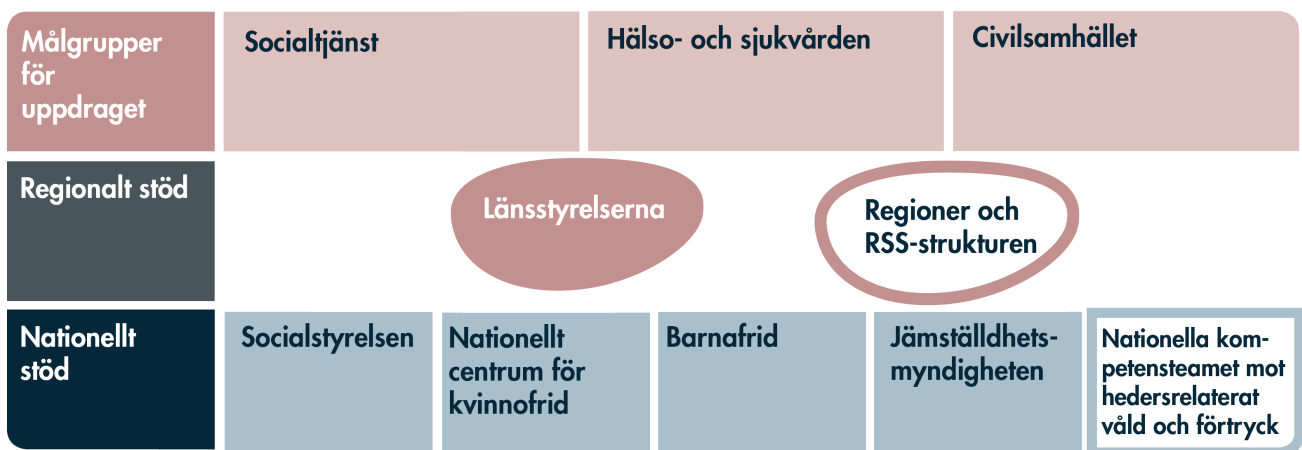 Målgrupper
för
uppdraget
Socialtjänst
Hälso- och sjukvården
Civilsamhället
Regionalt stöd
Länsstyrelserna
Regioner och
RSS-strukturen
Nationellt
stöd
Socialstyrelsen
Nationellt
centrum för
kvinnofrid
Barnafrid
Jämställdhets-
myndigheten
Nationella kom-
petensteamet mot
hedersrelaterat
våld och förtryck